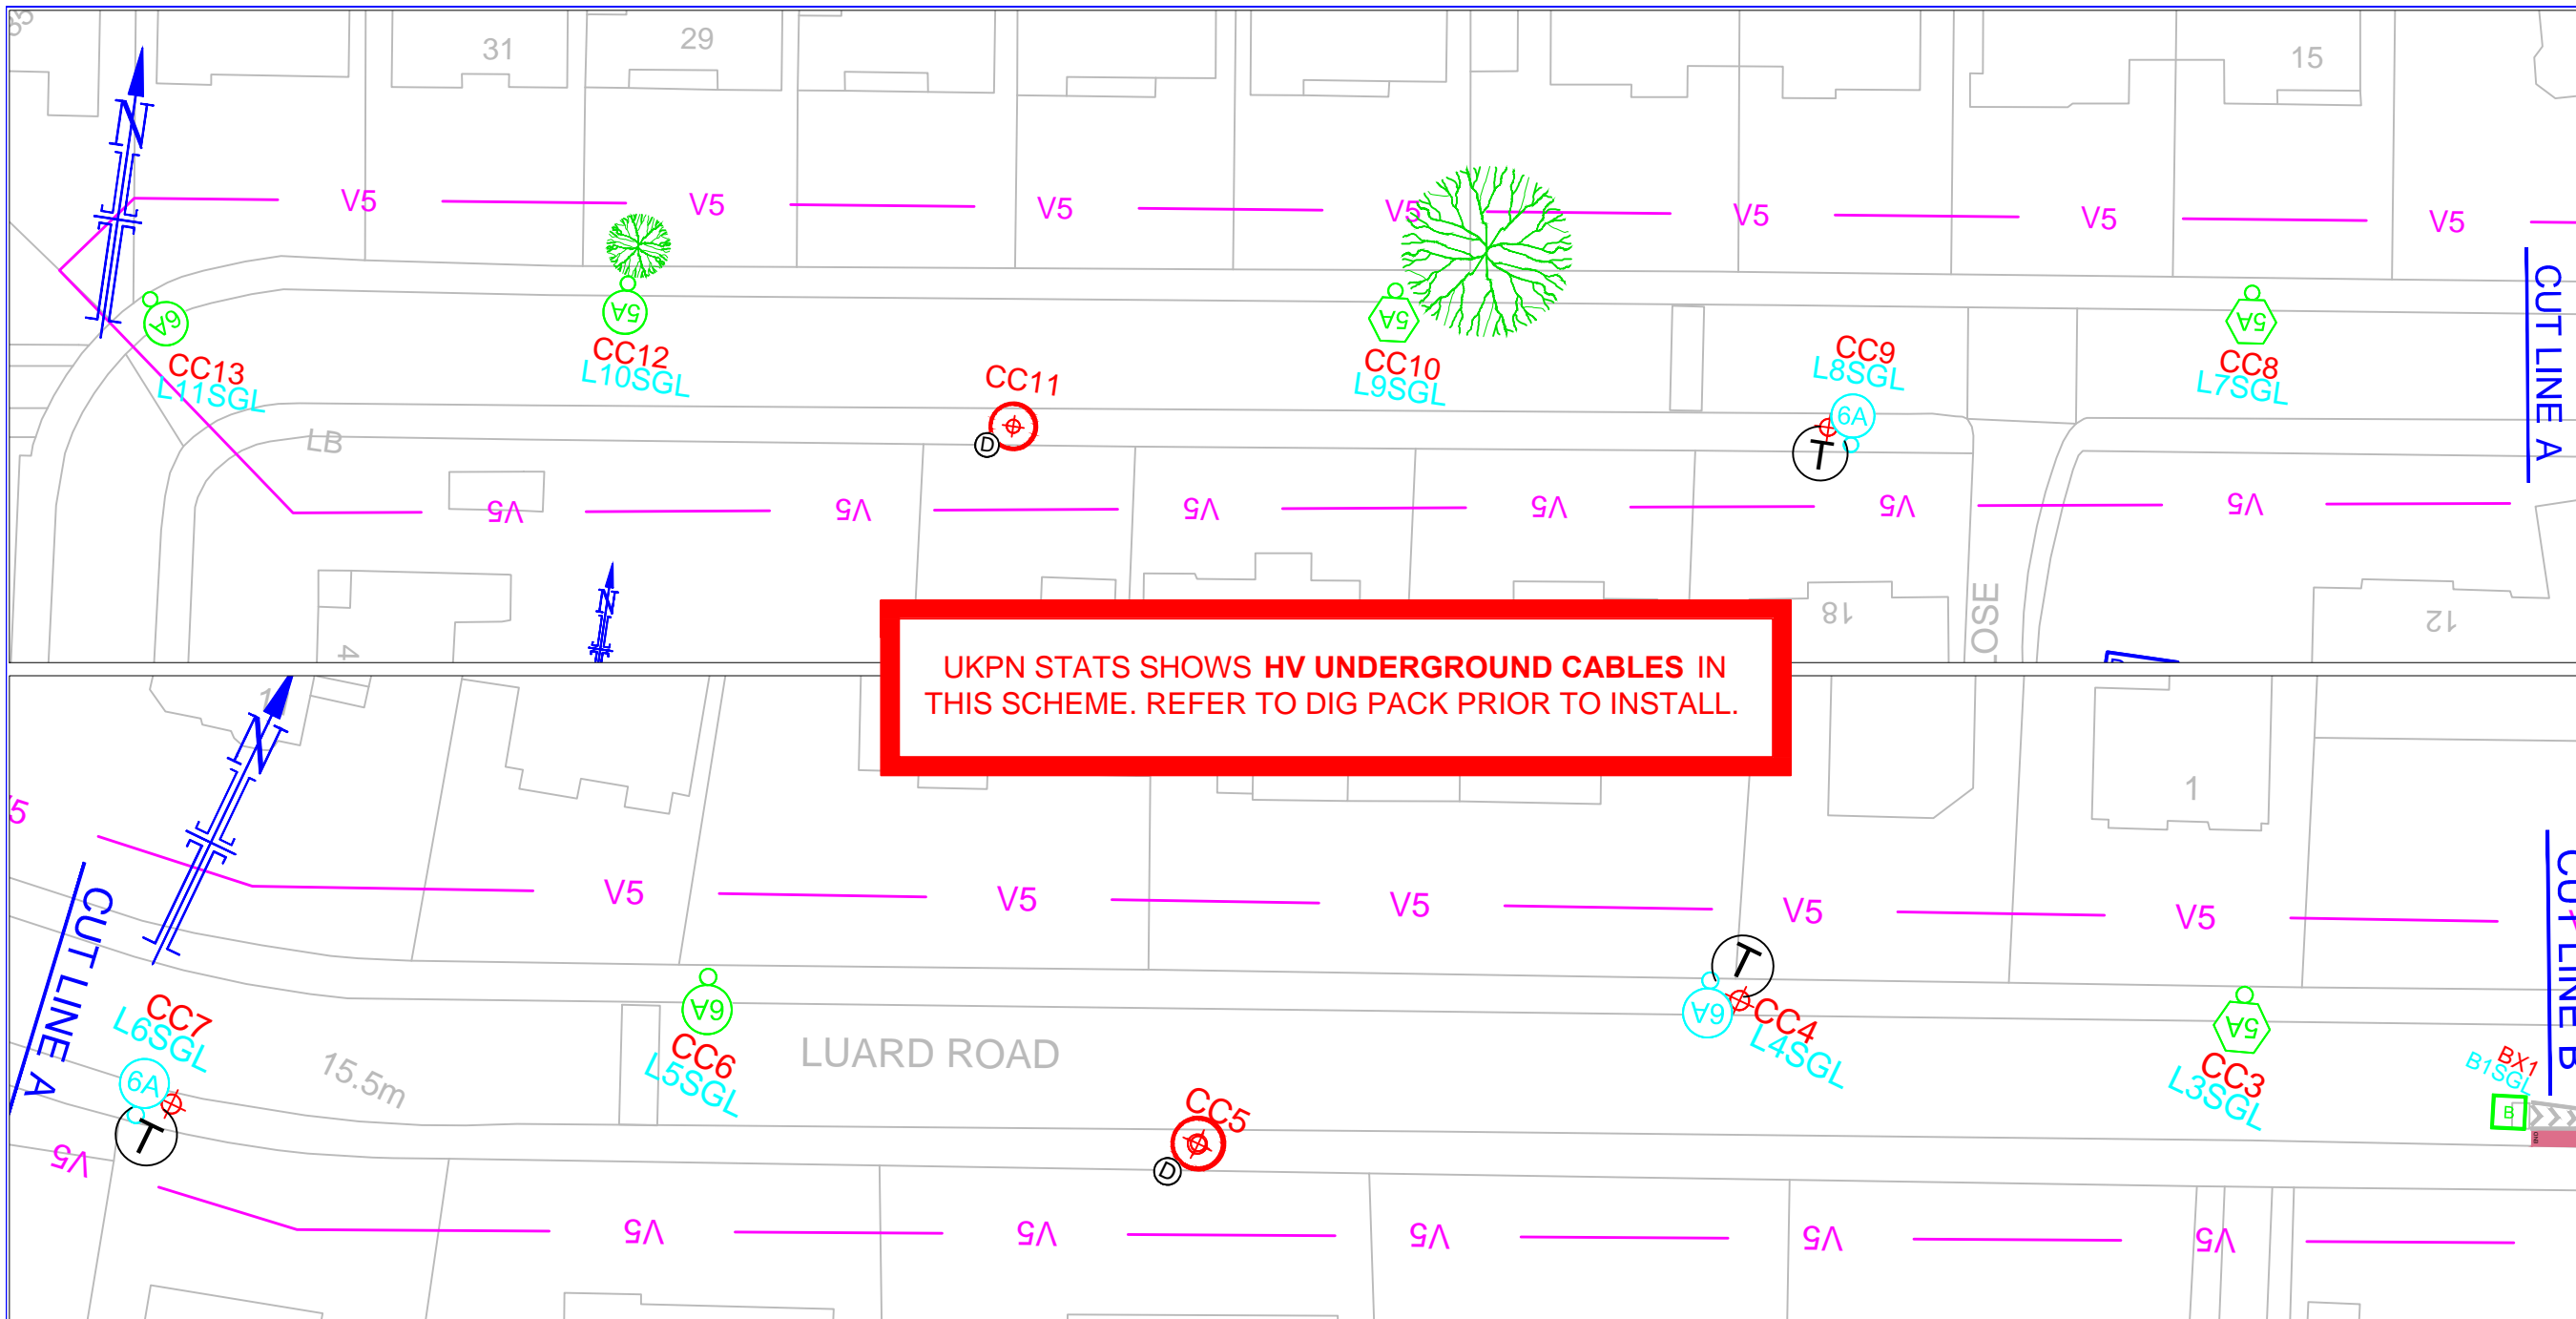 31
29
15
N
V5
V5
V5
V5
V5
V5
V5
6A
CC13
L11SGL
5A
CC12
L10SGL
CC11
D
5A
CC10
L9SGL
CC9
L8SGL
6A
T
5A
CC8
L7SGL
CUT LINE A
LB
V5
V5
V5
V5
V5
V5
4
N
18
LOSE
12
UKPN STATS SHOWS HV UNDERGROUND CABLES IN
THIS SCHEME. REFER TO DIG PACK PRIOR TO INSTALL.
N
1
V5
V5
V5
V5
V5
CUT LINE A
CC7
L6SGL
6A
T
15.5m
6A
CC6
L5SGL
LUARD ROAD
CC5
D
T
6A
CC4
L4SGL
5A
CC3
L3SGL
BX1
B1SGL
B
CUT LINE B
V5
V5
V5
V5
V5
V5